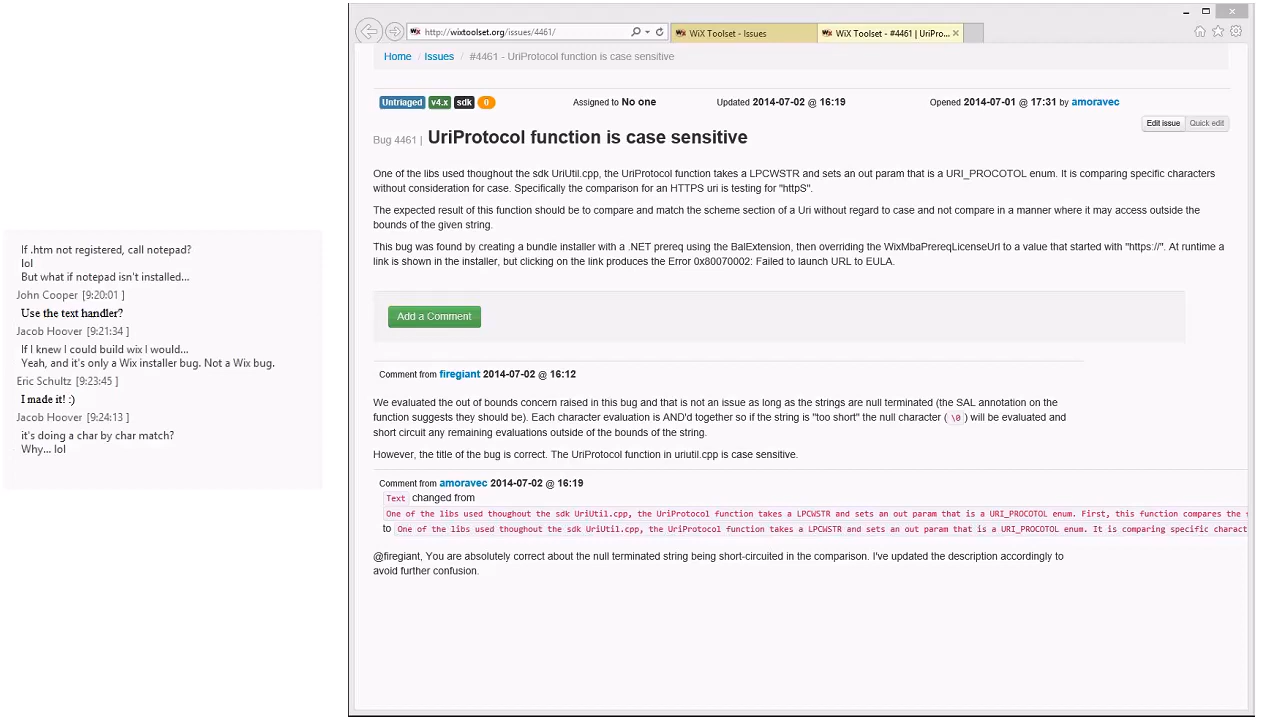 If .htm not registered, call notepad?
lol
But what if notepad isn't installed...
John Cooper [9:20:01 ]
Use the text handler?
Jacob Hoover [9:21:34 ]
If I knew I could build wix I would...
Yeah, and it's only a Wix installer bug. Not a Wix bug.
Eric Schultz [9:23:45 ]
I made it! :)
Jacob Hoover [9:24:13 ]
it's doing a char by char match?
Why... lol
http://wixtoolset.org/issues/4461/
WiX Toolset - Issues
WiX Toolset - #4461 | UriPro...
Home / Issues / #4461 - UriProtocol function is case sensitive
Untriaged v4.x sdk 0 Assigned to No one Updated 2014-07-02 @ 16:19 Opened 2014-07-01 @ 17:31 by amoravec
Edit issue Quick edit
Bug 4461 | UriProtocol function is case sensitive
One of the libs used thoughout the sdk UriUtil.cpp, the UriProtocol function takes a LPCWSTR and sets an out param that is a URI_PROCOTOL enum. It is comparing specific characters
without consideration for case. Specifically the comparison for an HTTPS uri is testing for "httpS".
The expected result of this function should be to compare and match the scheme section of a Uri without regard to case and not compare in a manner where it may access outside the
bounds of the given string.
This bug was found by creating a bundle installer with a .NET prereq using the BalExtension, then overriding the WixMbaPrereqLicenseUrl to a value that started with "https://". At runtime a
link is shown in the installer, but clicking on the link produces the Error 0x80070002: Failed to launch URL to EULA.
Add a Comment
Comment from firegiant 2014-07-02 @ 16:12
We evaluated the out of bounds concern raised in this bug and that is not an issue as long as the strings are null terminated (the SAL annotation on the
function suggests they should be). Each character evaluation is AND'd together so if the string is "too short" the null character ( \0 ) will be evaluated and
short circuit any remaining evaluations outside of the bounds of the string.
However, the title of the bug is correct. The UriProtocol function in uriutil.cpp is case sensitive.
Comment from amoravec 2014-07-02 @ 16:19
Text changed from
One of the libs used thoughout the sdk UriUtil.cpp, the UriProtocol function takes a LPCWSTR and sets an out param that is a URI_PROCOTOL enum. First, this function compares the s
to One of the libs used thoughout the sdk UriUtil.cpp, the UriProtocol function takes a LPCWSTR and sets an out param that is a URI_PROCOTOL enum. It is comparing specific charact
@firegiant, You are absolutely correct about the null terminated string being short-circuited in the comparison. I've updated the description accordingly to
avoid further confusion.